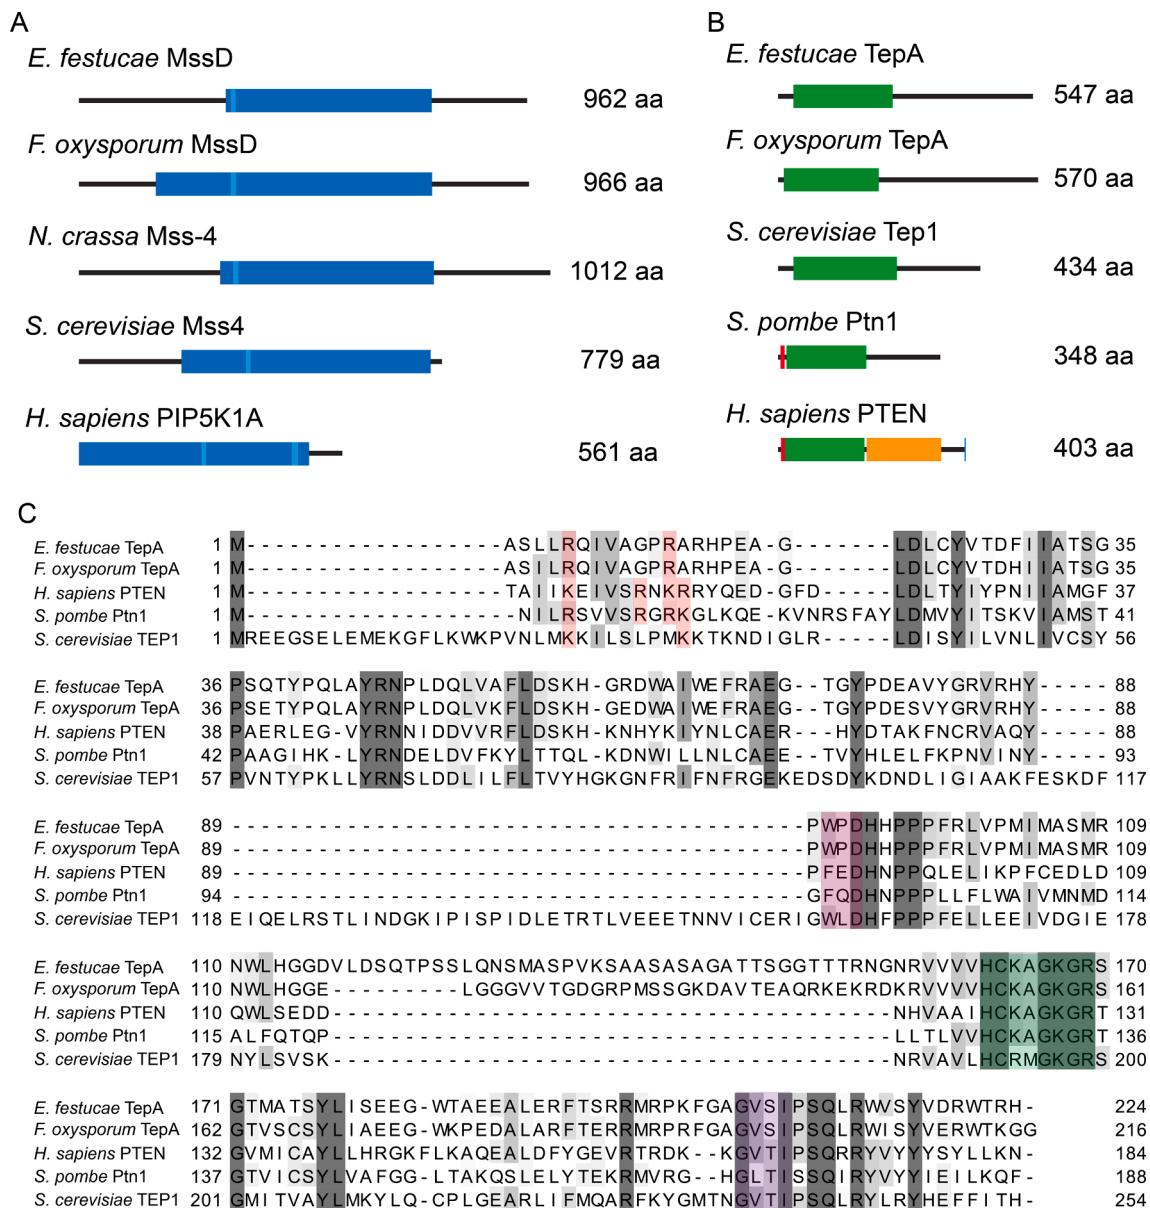 A
E. festucae MssD
962 aa
F. oxysporum MssD
966 aa
N. crassa Mss-4
1012 aa
S. cerevisiae Mss4
779 aa
H. sapiens PIP5K1A
561 aa
B
E. festucae TepA
547 aa
F. oxysporum TepA
570 aa
S. cerevisiae Tep1
434 aa
S. pombe Ptn1
348 aa
H. sapiens PTEN
403 aa
C
E. festucae TepA 1 M------------------ASLLRQIVAGPRARHPEA-G-------LDLCYVTDFIIATSG 35
F. oxysporum TepA 1 M------------------ASILRQIVAGPRARHPEA-G-------LDLCYVTDHIIATSG 35
H. sapiens PTEN 1 M------------------TAIIKEIVSRNKRRYQED-GFD-----LDLTYIYPNIIAMGF 37
S. pombe Ptn1 1 M-------------------NLLRSVVSRGRKGLKQE-KVNRSFAYLDMVYITSKVIAMST 41
S. cerevisiae TEP1 1 MREEGSELEMEKGFLKWKPVNLMKKILSLPMKKTKNDIGLR-----LDISYILVNLIVCSY 56
E. festucae TepA 36 PSQTYPQLAYRNPLDQLVAFLDSKH-GRDWAIWEFRAEG--TGYPDEAVYGRVRHY----- 88
F. oxysporum TepA 36 PSETYPQLAYRNPLDQLVKFLDSKH-GEDWAIWEFRAEG--TGYPDESVYGRVRHY----- 88
H. sapiens PTEN 38 PAERLEG-VYRNNIDDVVRFLDSKH-KNHYKIYNLCAER---HYDTAKFNCRVAQY----- 88
S. pombe Ptn1 42 PAAGIHK-LYRNDELDVFKYLTTQL-KDNWILLNLCAEE--TVYHLELFKPNVINY----- 93
S. cerevisiae TEP1 57 PVNTYPKLLYRNSLDDLILFLTVYHGKGNFRIFNFRGEKEDSDYKDNDLIGIAAKFESKDF 117
E. festucae TepA 89 ----------------------------------------PWPDHHPPPFRLVPMIMASMR 109
F. oxysporum TepA 89 ----------------------------------------PWPDHHPPPFRLVPMIMASMR 109
H. sapiens PTEN 89 ----------------------------------------PFEDHNPPQLELIKPFCEDLD 109
S. pombe Ptn1 94 ----------------------------------------GFQDHNPPPLLFLWAIVMNMD 114
S. cerevisiae TEP1 118 EIQELRSTLINDGKIPISPIDLETRTLVEEETNNVICERIGWLDHFPPPFELLEEIVDGIE 178
E. festucae TepA 110 NWLHGGDVLDSQTPSSLQNSMASPVKSAASASAGATTSGGTTTRNGNRVVVVHCKAGKGRS 170
F. oxysporum TepA 110 NWLHGGE---------LGGGVVTGDGRPMSSGKDAVTEAQRKEKRDKRVVVVHCKAGKGRS 161
H. sapiens PTEN 110 QWLSEDD---------------------------------------NHVAAIHCKAGKGRT 131
S. pombe Ptn1 115 ALFQTQP---------------------------------------LLTLVVIHCKAGKGRT 136
S. cerevisiae TEP1 179 NYLSVSK---------------------------------------NRVAVLHCRMGKGRS 200
E. festucae TepA 171 GTMATSYLISEEG-WTAEEALERFTSRRMRPKFGAGVSIPSQLRWVSYVDRWTRH- 224
F. oxysporum TepA 162 GTVSCSYLIAEEG-WKPEDALARFTERRMRPRFGAGVSIPSQLRWISYVERWTKGG 216
H. sapiens PTEN 132 GVMICAYLLHRGKFLKAQEALDFYGEVRTRDK--KGVTIPSQRRYVYYYSYLLKN- 184
S. pombe Ptn1 137 GTVICSYLVAFGG-LTAKQSLELYTEKRMVRG--HGLTISSQIRYVYYIEILKQF- 188
S. cerevisiae TEP1 201 GMITVAYLMKYLQ-CPLGEARLIFMQARFKYGMTNGVTIPSQLRYLRYHEFFITH- 254